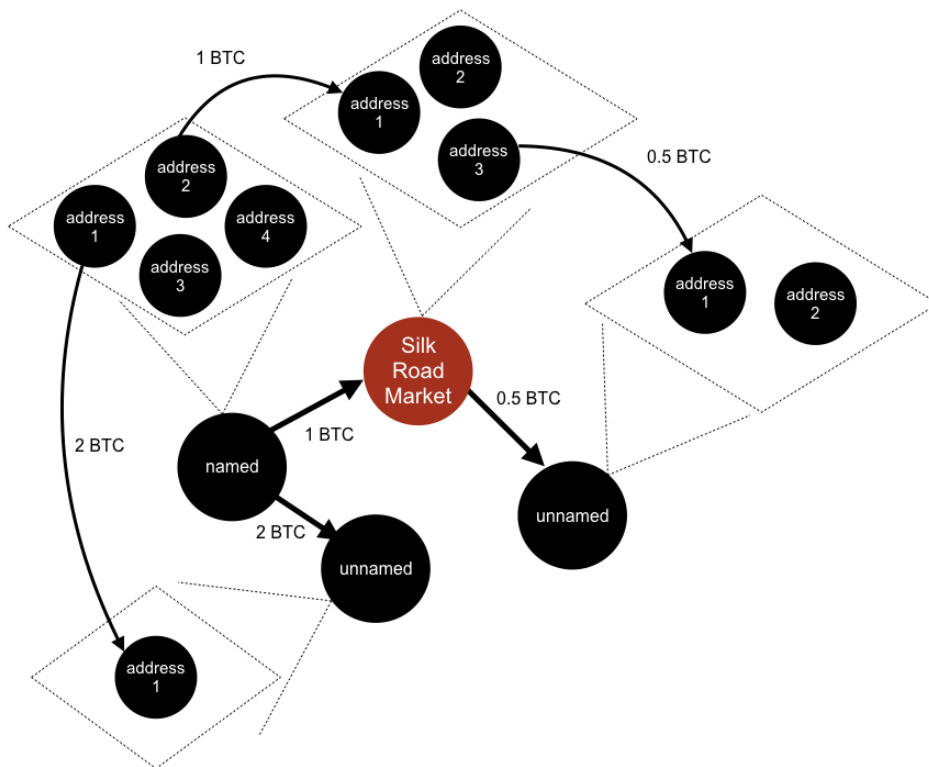 1 BTC
address
2
address
1
address
3
0.5 BTC
address
2
address
1
address
4
address
3
address
1
address
2
Silk
Road
Market
0.5 BTC
1 BTC
2 BTC
named
unnamed
2 BTC
unnamed
address
1